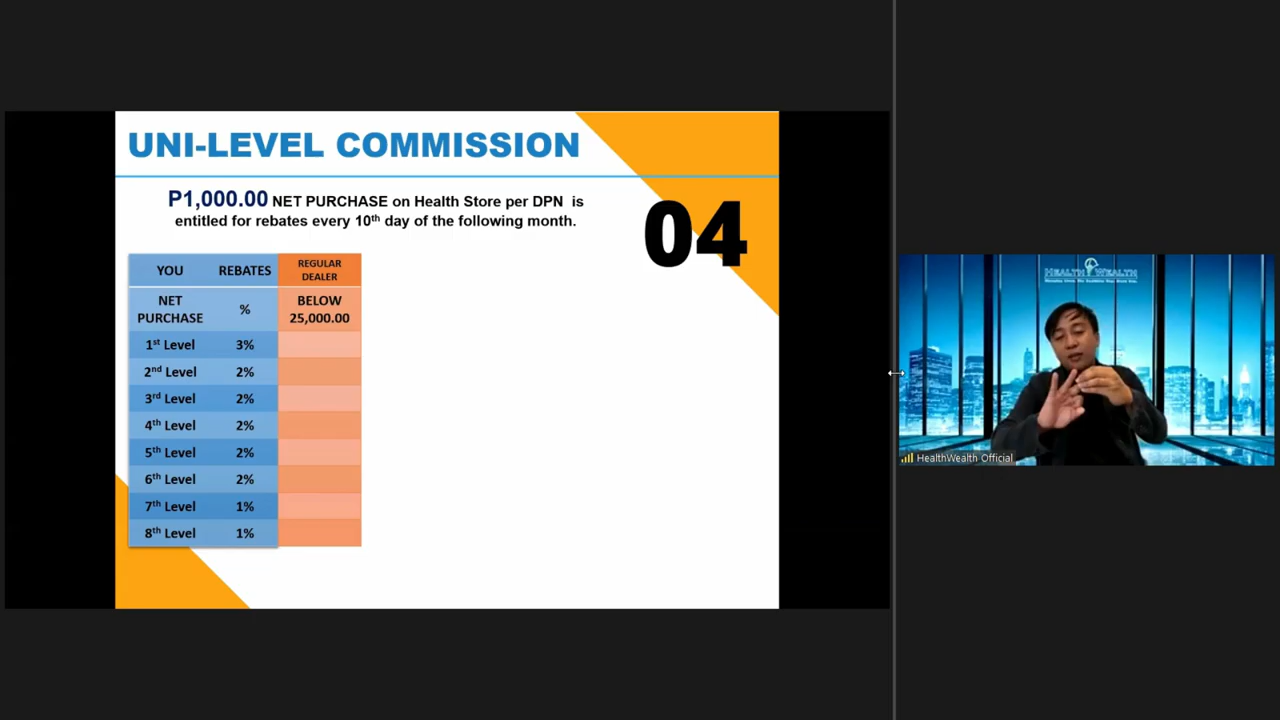 UNI-LEVEL COMMISSION
P1,000.00 NET PURCHASE on Health Store per DPN is
entitled for rebates every 10th day of the following month.
04
YOU REBATES REGULAR DEALER
NET PURCHASE % BELOW 25,000.00
1st Level 3%
2nd Level 2%
3rd Level 2%
4th Level 2%
5th Level 2%
6th Level 2%
7th Level 1%
8th Level 1%
HEALTH WEALTH
HealthWealth Official